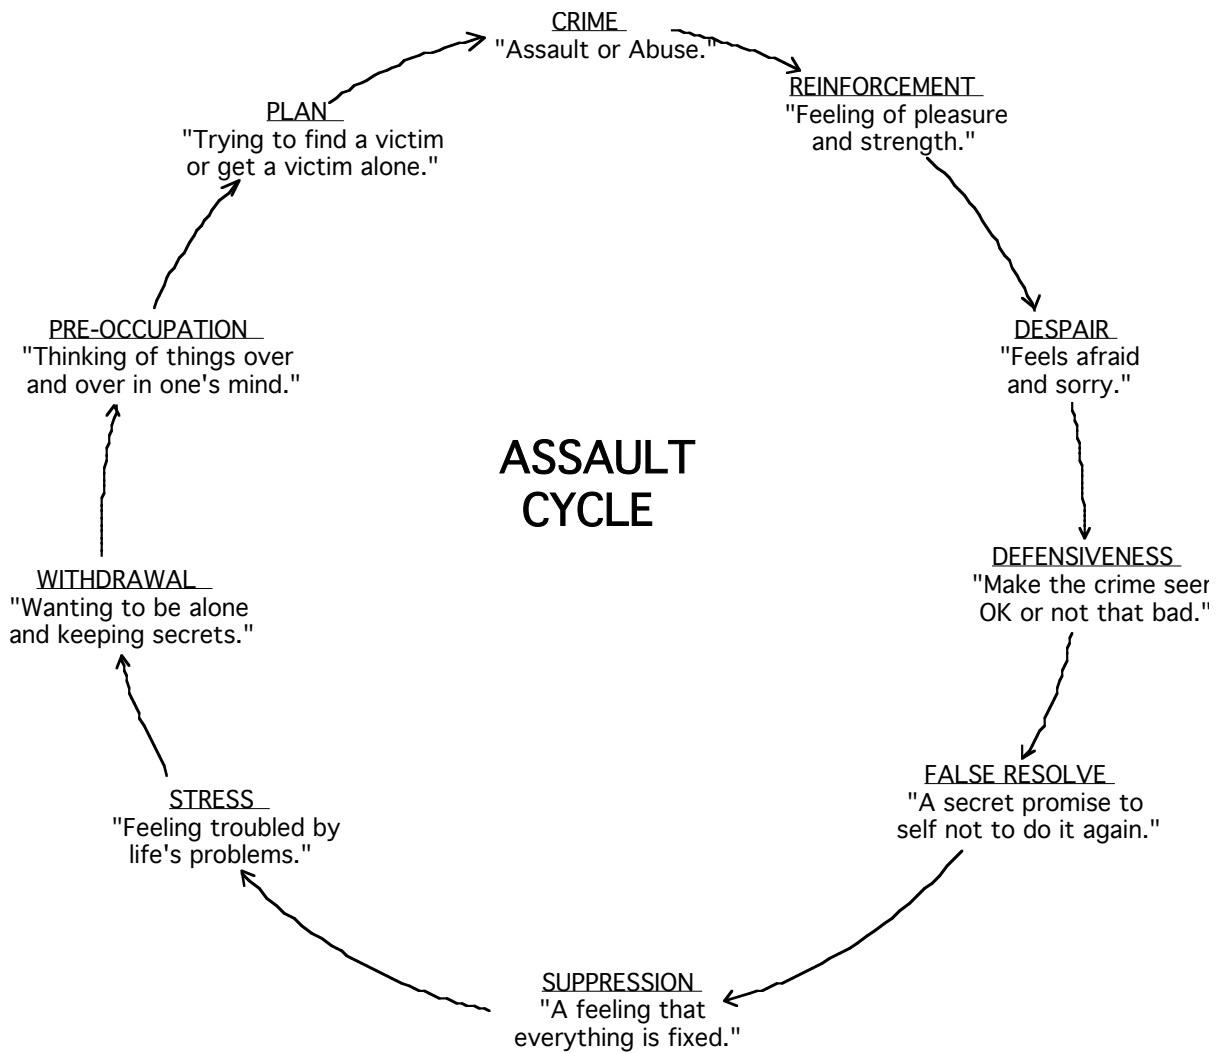 CRIME
"Assault or Abuse."
REINFORCEMENT
"Feeling of pleasure
and strength."
DESPAIR
"Feels afraid
and sorry."
DEFENSIVENESS
"Make the crime
OK or not that bad."
FALSE RESOLVE
"A secret promise to
self not to do it again."
SUPPRESSION
"A feeling that
everything is fixed."
STRESS
"Feeling troubled by
life's problems."
WITHDRAWAL
"Wanting to be alone
and keeping secrets."
PRE-OCCUPATION
"Thinking of things over
and over in one's mind."
PLAN
"Trying to find a victim
or get a victim alone."
ASSAULT
CYCLE